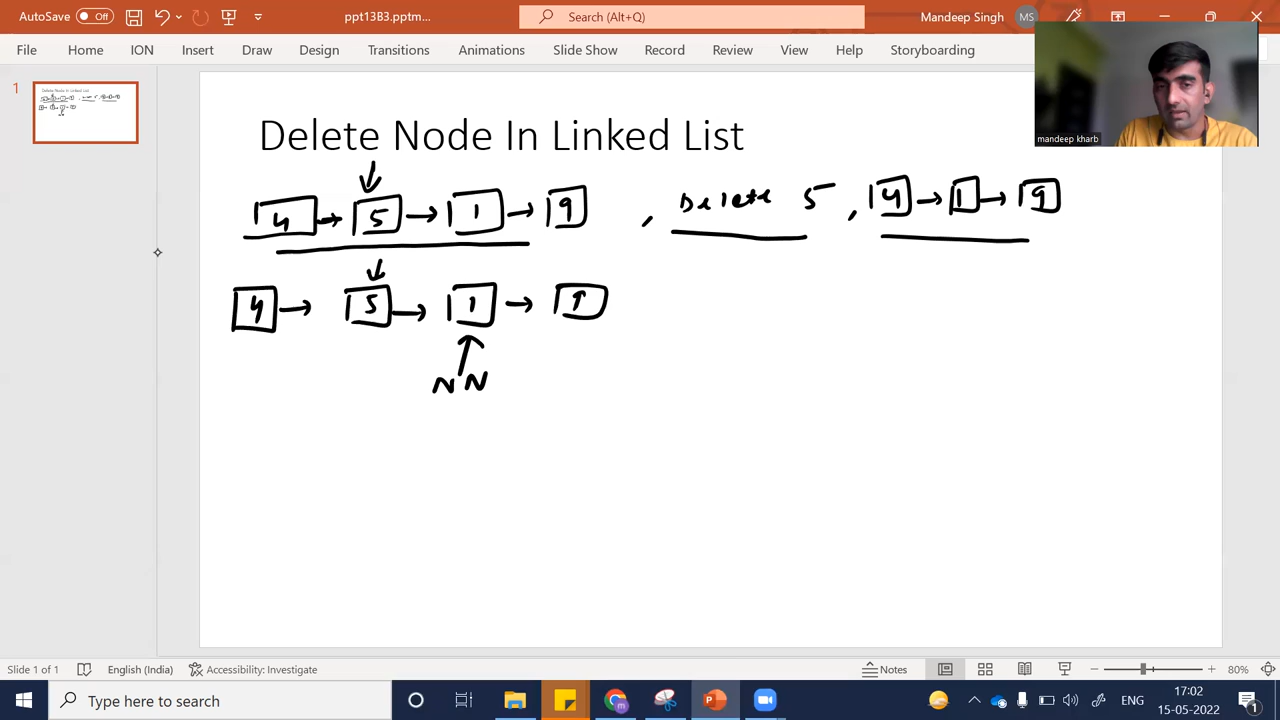 AutoSave Off ppt13B3.pptm... Search (Alt+Q) Mandeep Singh MS
File Home ION Insert Draw Design Transitions Animations Slide Show Record Review View Help Storyboarding
mandeep kharb
1
Delete Node In Linked List
4 → 5 → 1 → 9 , Delete 5 , 4 → 1 → 9
4 → 5 → 1 →
NN
Slide 1 of 1 English (India) Accessibility: Investigate Notes 80%
Type here to search ENG 17:02
15-05-2022 1